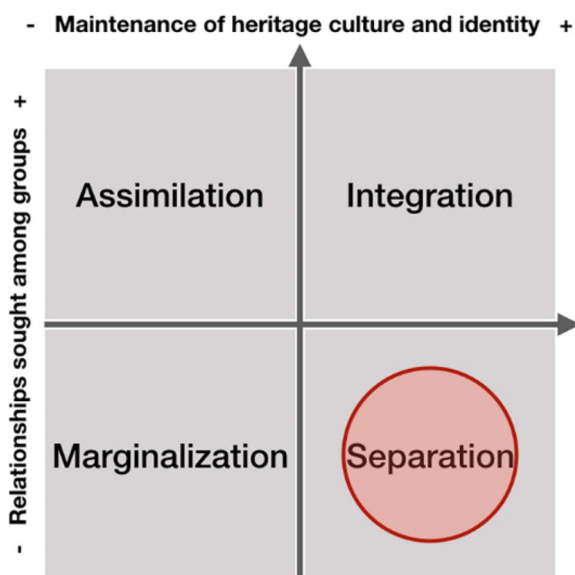 - Maintenance of heritage culture and identity +
- Relationships sought among groups +
Assimilation
Integration
Marginalization
Separation